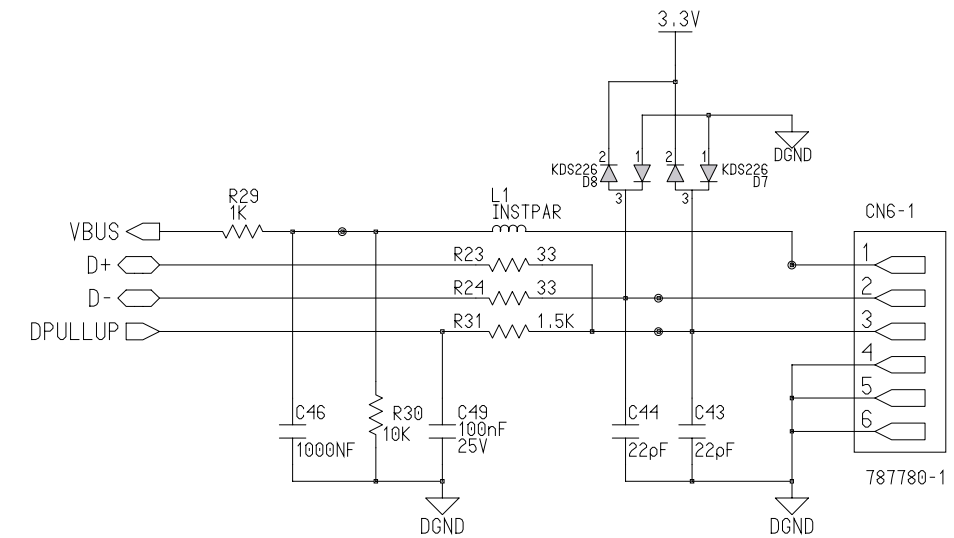 3.3V
DGND
2
1
2
1
KDS226
D8
KDS226
D7
3
3
R29
1K
L1
INSTPAR
CN6-1
VBUS
D+
R23
33
1
D-
R24
33
2
DPULLUP
R31
1.5K
3
4
5
6
C46
1000NF
R30
10K
C49
100nF
25V
C44
22pF
C43
22pF
787780-1
DGND
DGND